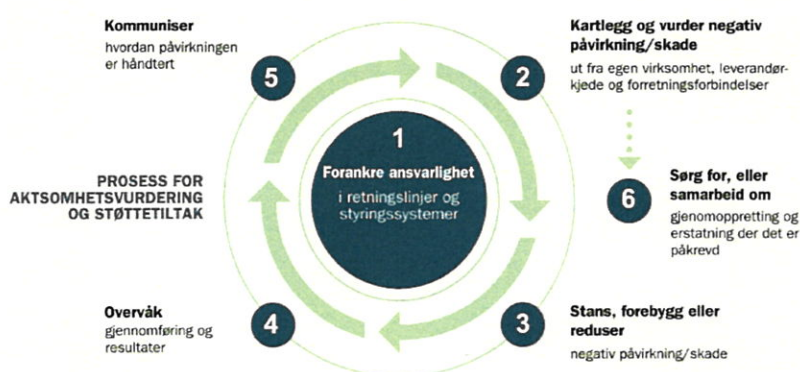 PROSESS FOR
AKTSOMHETSVURDERING
OG STØTTETILTAK
1
Forankre ansvarlighet
i retningslinjer og
styringssystemer
2
Kartlegg og vurder negativ
påvirkning/skade
ut fra egen virksomhet, leverandør-
kjede og forretningsforbindelser
3
Stans, forebygg eller
reduser
negativ påvirkning/skade
4
Overvåk
gjennomføring og
resultater
5
Kommuniser
hvordan påvirkningen
er håndtert
6
Sørg for, eller
samarbeid om
gjenomoppretting og
erstatning der det er
påkrevd